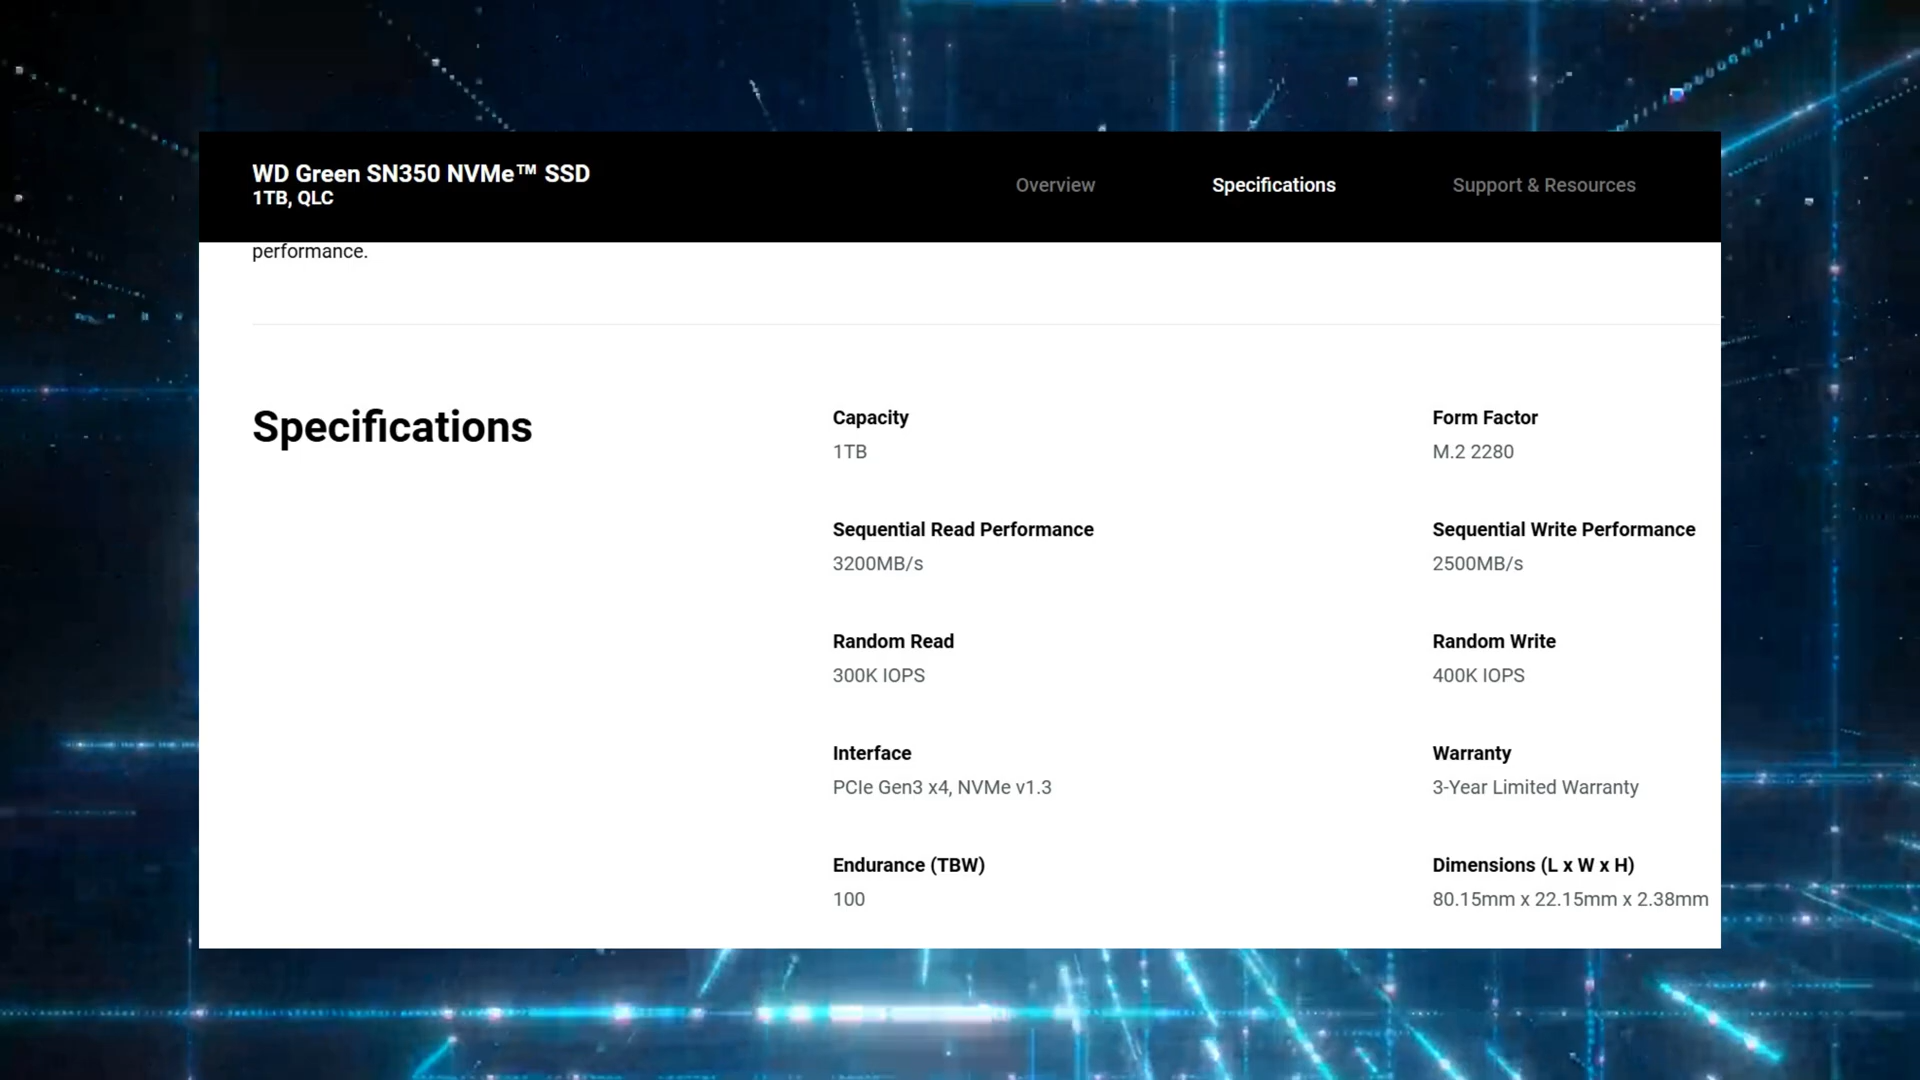 WD Green SN350 NVMe™ SSD
1TB, QLC
Overview
Specifications
Support & Resources
performance.
Specifications
Capacity
1TB
Form Factor
M.2 2280
Sequential Read Performance
3200MB/s
Sequential Write Performance
2500MB/s
Random Read
300K IOPS
Random Write
400K IOPS
Interface
PCIe Gen3 x4, NVMe v1.3
Warranty
3-Year Limited Warranty
Endurance (TBW)
100
Dimensions (L x W x H)
80.15mm x 22.15mm x 2.38mm